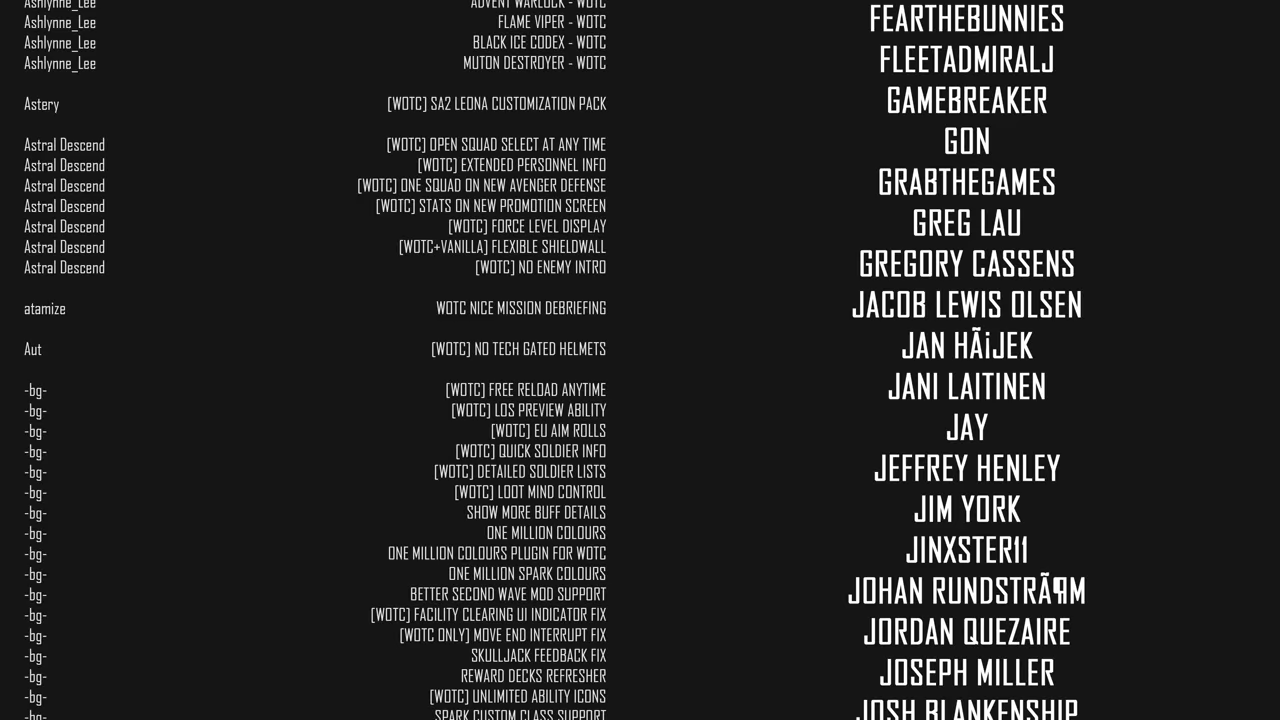 Ashlynne_Lee ADVENT WARLOCK - WOTC
Ashlynne_Lee FLAME VIPER - WOTC
Ashlynne_Lee BLACK ICE CODEX - WOTC
Ashlynne_Lee MUTON DESTROYER - WOTC
Astery [WOTC] SA2 LEONA CUSTOMIZATION PACK
Astral Descend [WOTC] OPEN SQUAD SELECT AT ANY TIME
Astral Descend [WOTC] EXTENDED PERSONNEL INFO
Astral Descend [WOTC] ONE SQUAD ON NEW AVENGER DEFENSE
Astral Descend [WOTC] STATS ON NEW PROMOTION SCREEN
Astral Descend [WOTC] FORCE LEVEL DISPLAY
Astral Descend [WOTC+VANILLA] FLEXIBLE SHIELDWALL
Astral Descend [WOTC] NO ENEMY INTRO
atamize WOTC NICE MISSION DEBRIEFING
Aut [WOTC] NO TECH GATED HELMETS
-bg- [WOTC] FREE RELOAD ANYTIME
-bg- [WOTC] LOS PREVIEW ABILITY
-bg- [WOTC] EU AIM ROLLS
-bg- [WOTC] QUICK SOLDIER INFO
-bg- [WOTC] DETAILED SOLDIER LISTS
-bg- [WOTC] LOOT MIND CONTROL
-bg- SHOW MORE BUFF DETAILS
-bg- ONE MILLION COLOURS
-bg- ONE MILLION COLOURS PLUGIN FOR WOTC
-bg- ONE MILLION SPARK COLOURS
-bg- BETTER SECOND WAVE MOD SUPPORT
-bg- [WOTC] FACILITY CLEARING UI INDICATOR FIX
-bg- [WOTC ONLY] MOVE END INTERRUPT FIX
-bg- SKULLJACK FEEDBACK FIX
-bg- REWARD DECKS REFRESHER
-bg- [WOTC] UNLIMITED ABILITY ICONS
-bg- SPARK CUSTOM CLASS SUPPORT
FEARTHEBUNNIES
FLEETADMIRALJ
GAMEBREAKER
GON
GRABTHEGAMES
GREG LAU
GREGORY CASSENS
JACOB LEWIS OLSEN
JAN HÃ¡JEK
JANI LAITINEN
JAY
JEFFREY HENLEY
JIM YORK
JINXSTER11
JOHAN RUNDSTRÃ¶M
JORDAN QUEZAIRE
JOSEPH MILLER
JOSH BLANKENSHIP